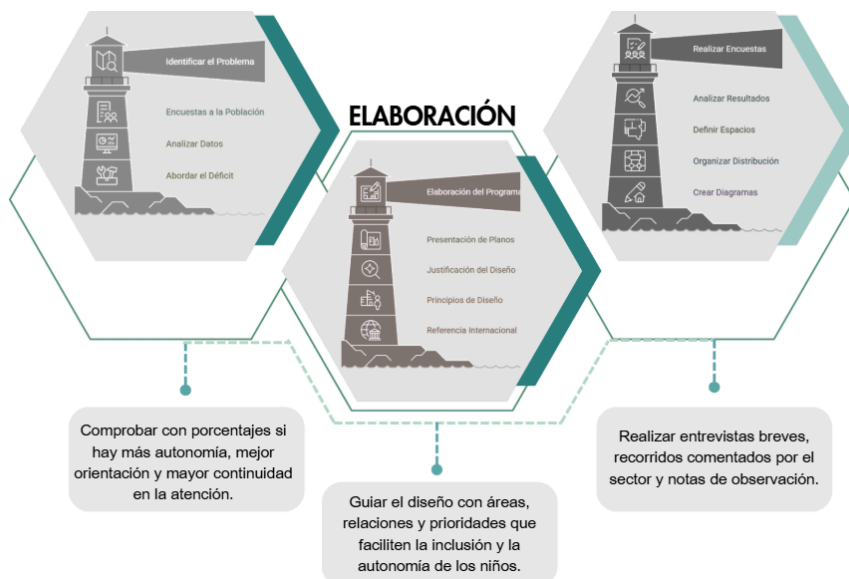 Identificar el Problema
Encuestas a la Población
Analizar Datos
Abordar el Déficit
ELABORACIÓN
Elaboración del Programa
Presentación de Planos
Justificación del Diseño
Principios de Diseño
Referencia Internacional
Realizar Encuestas
Analizar Resultados
Definir Espacios
Organizar Distribución
Crear Diagramas
Comprobar con porcentajes si
hay más autonomía, mejor
orientación y mayor continuidad
en la atención.
Guiar el diseño con áreas,
relaciones y prioridades que
faciliten la inclusión y la
autonomía de los niños.
Realizar entrevistas breves,
recorridos comentados por el
sector y notas de observación.